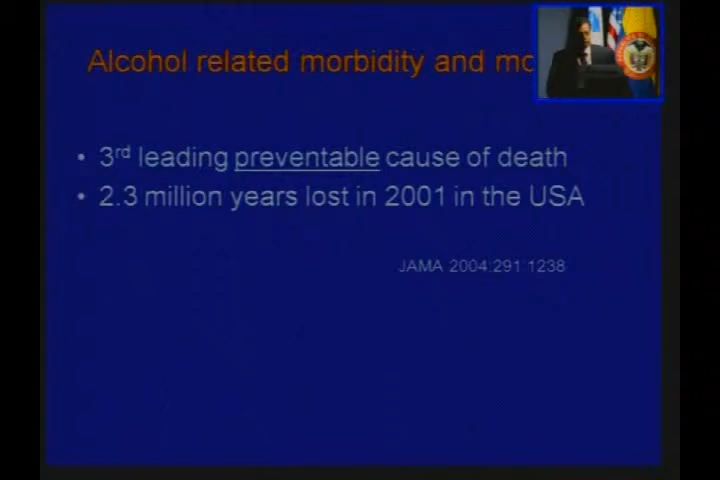 Alcohol related morbidity and mo
3rd leading preventable cause of death
2.3 million years lost in 2001 in the USA
JAMA 2004:291:1238